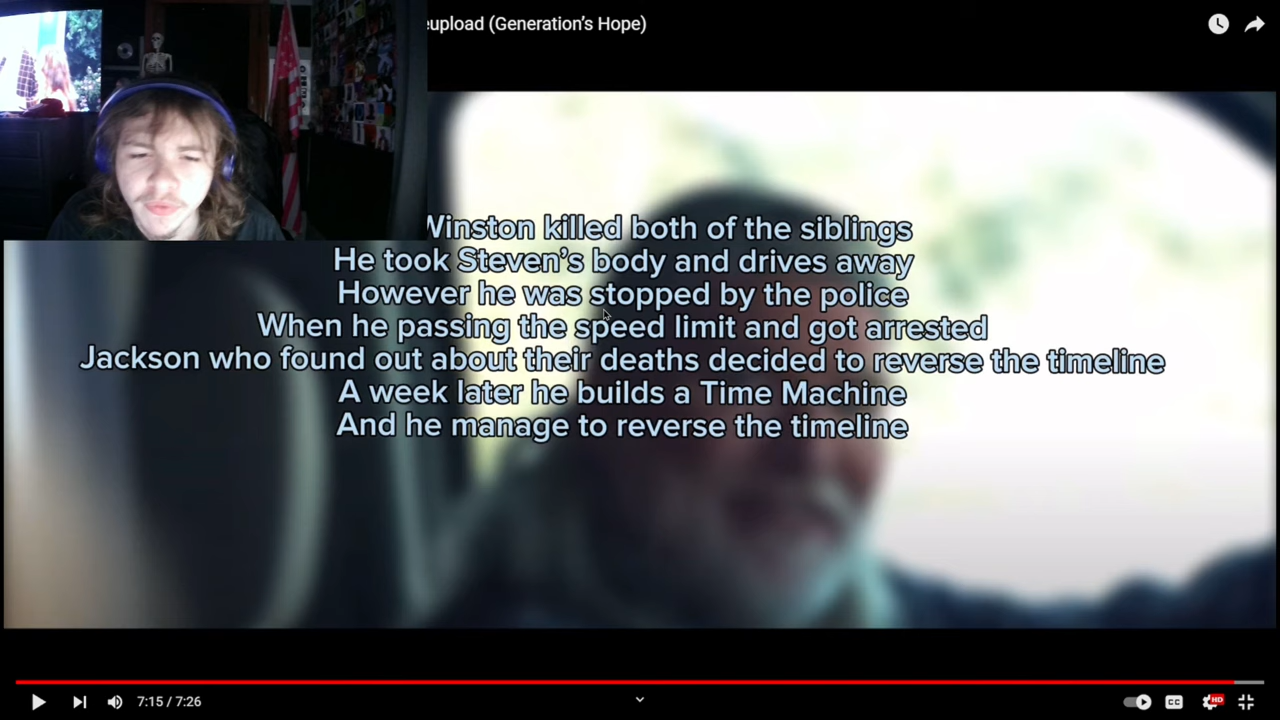 eupload (Generation’s Hope)
Winston killed both of the siblings
He took Steven’s body and drives away
However he was stopped by the police
When he passing the speed limit and got arrested
Jackson who found out about their deaths decided to reverse the timeline
A week later he builds a Time Machine
And he manage to reverse the timeline
7:15 / 7:26
CC
HD